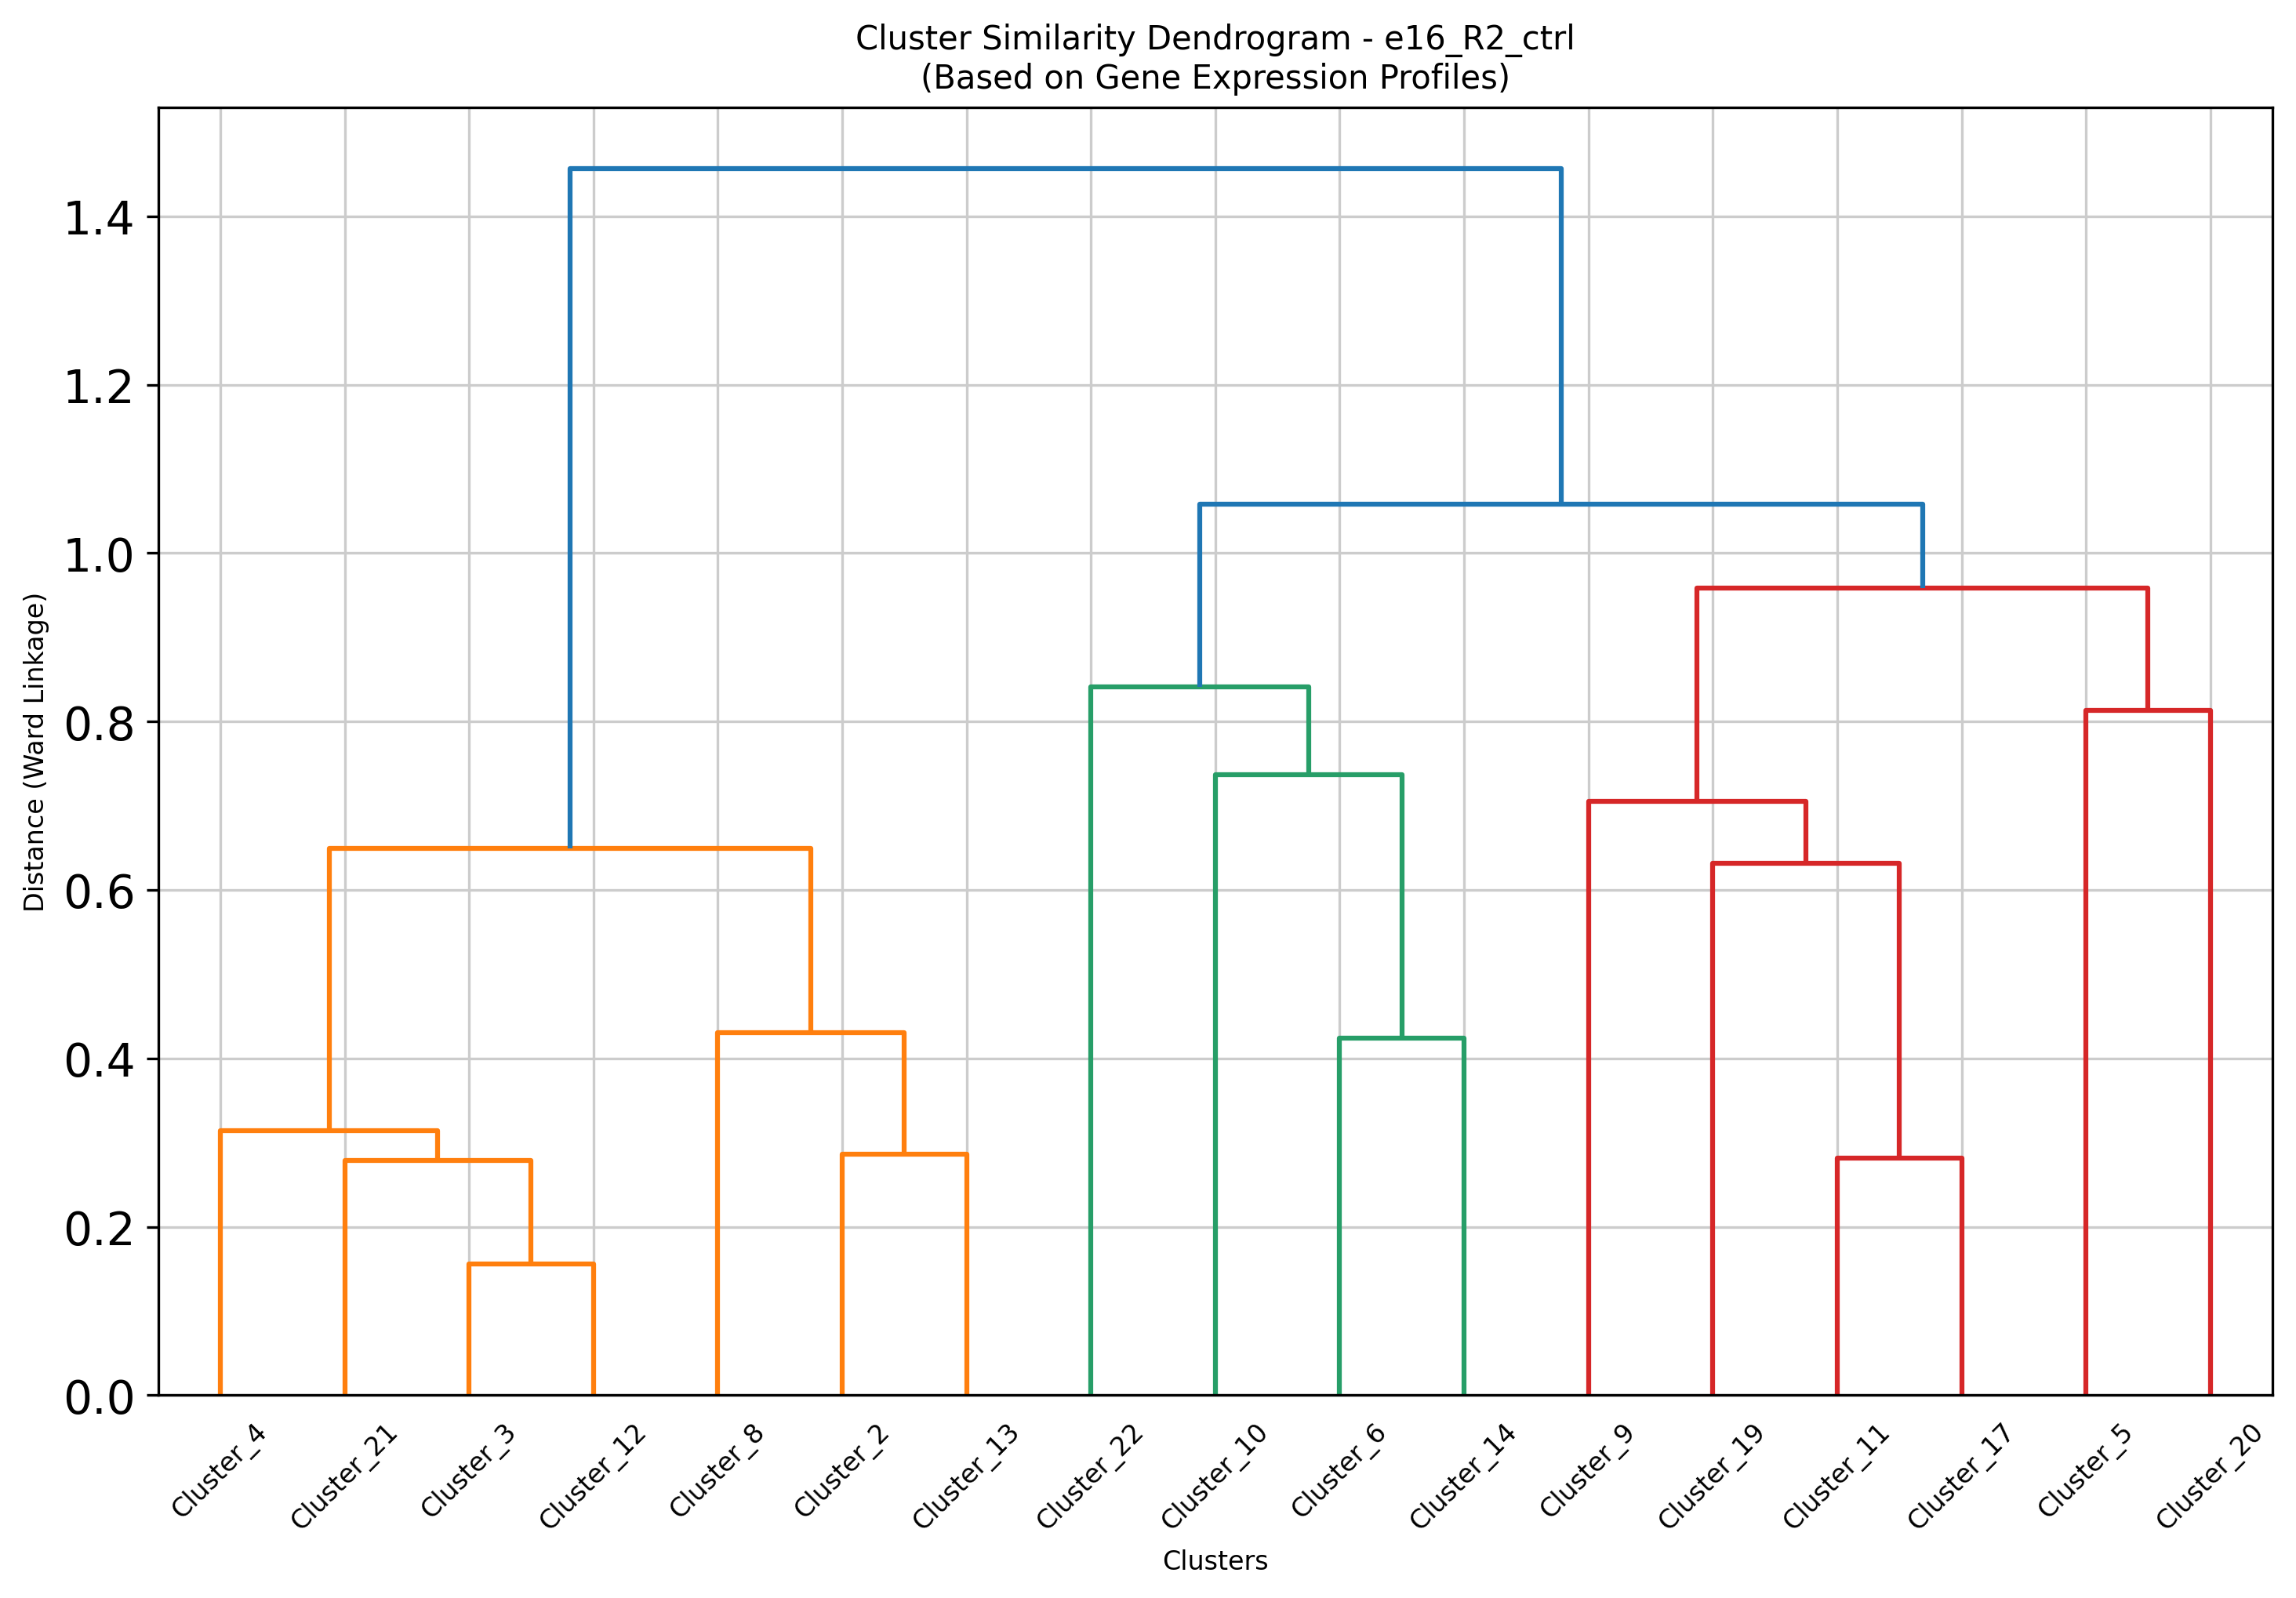 Cluster Similarity Dendrogram - e16_R2_ctrl
(Based on Gene Expression Profiles)
Distance (Ward Linkage)
1.4
1.2
1.0
0.8
0.6
0.4
0.2
0.0
Cluster_4
Cluster_21
Cluster_3
Cluster_12
Cluster_8
Cluster_2
Cluster_13
Cluster_22
Cluster_10
Cluster_6
Cluster_14
Cluster_9
Cluster_19
Cluster_11
Cluster_17
Cluster_5
Cluster_20
Clusters